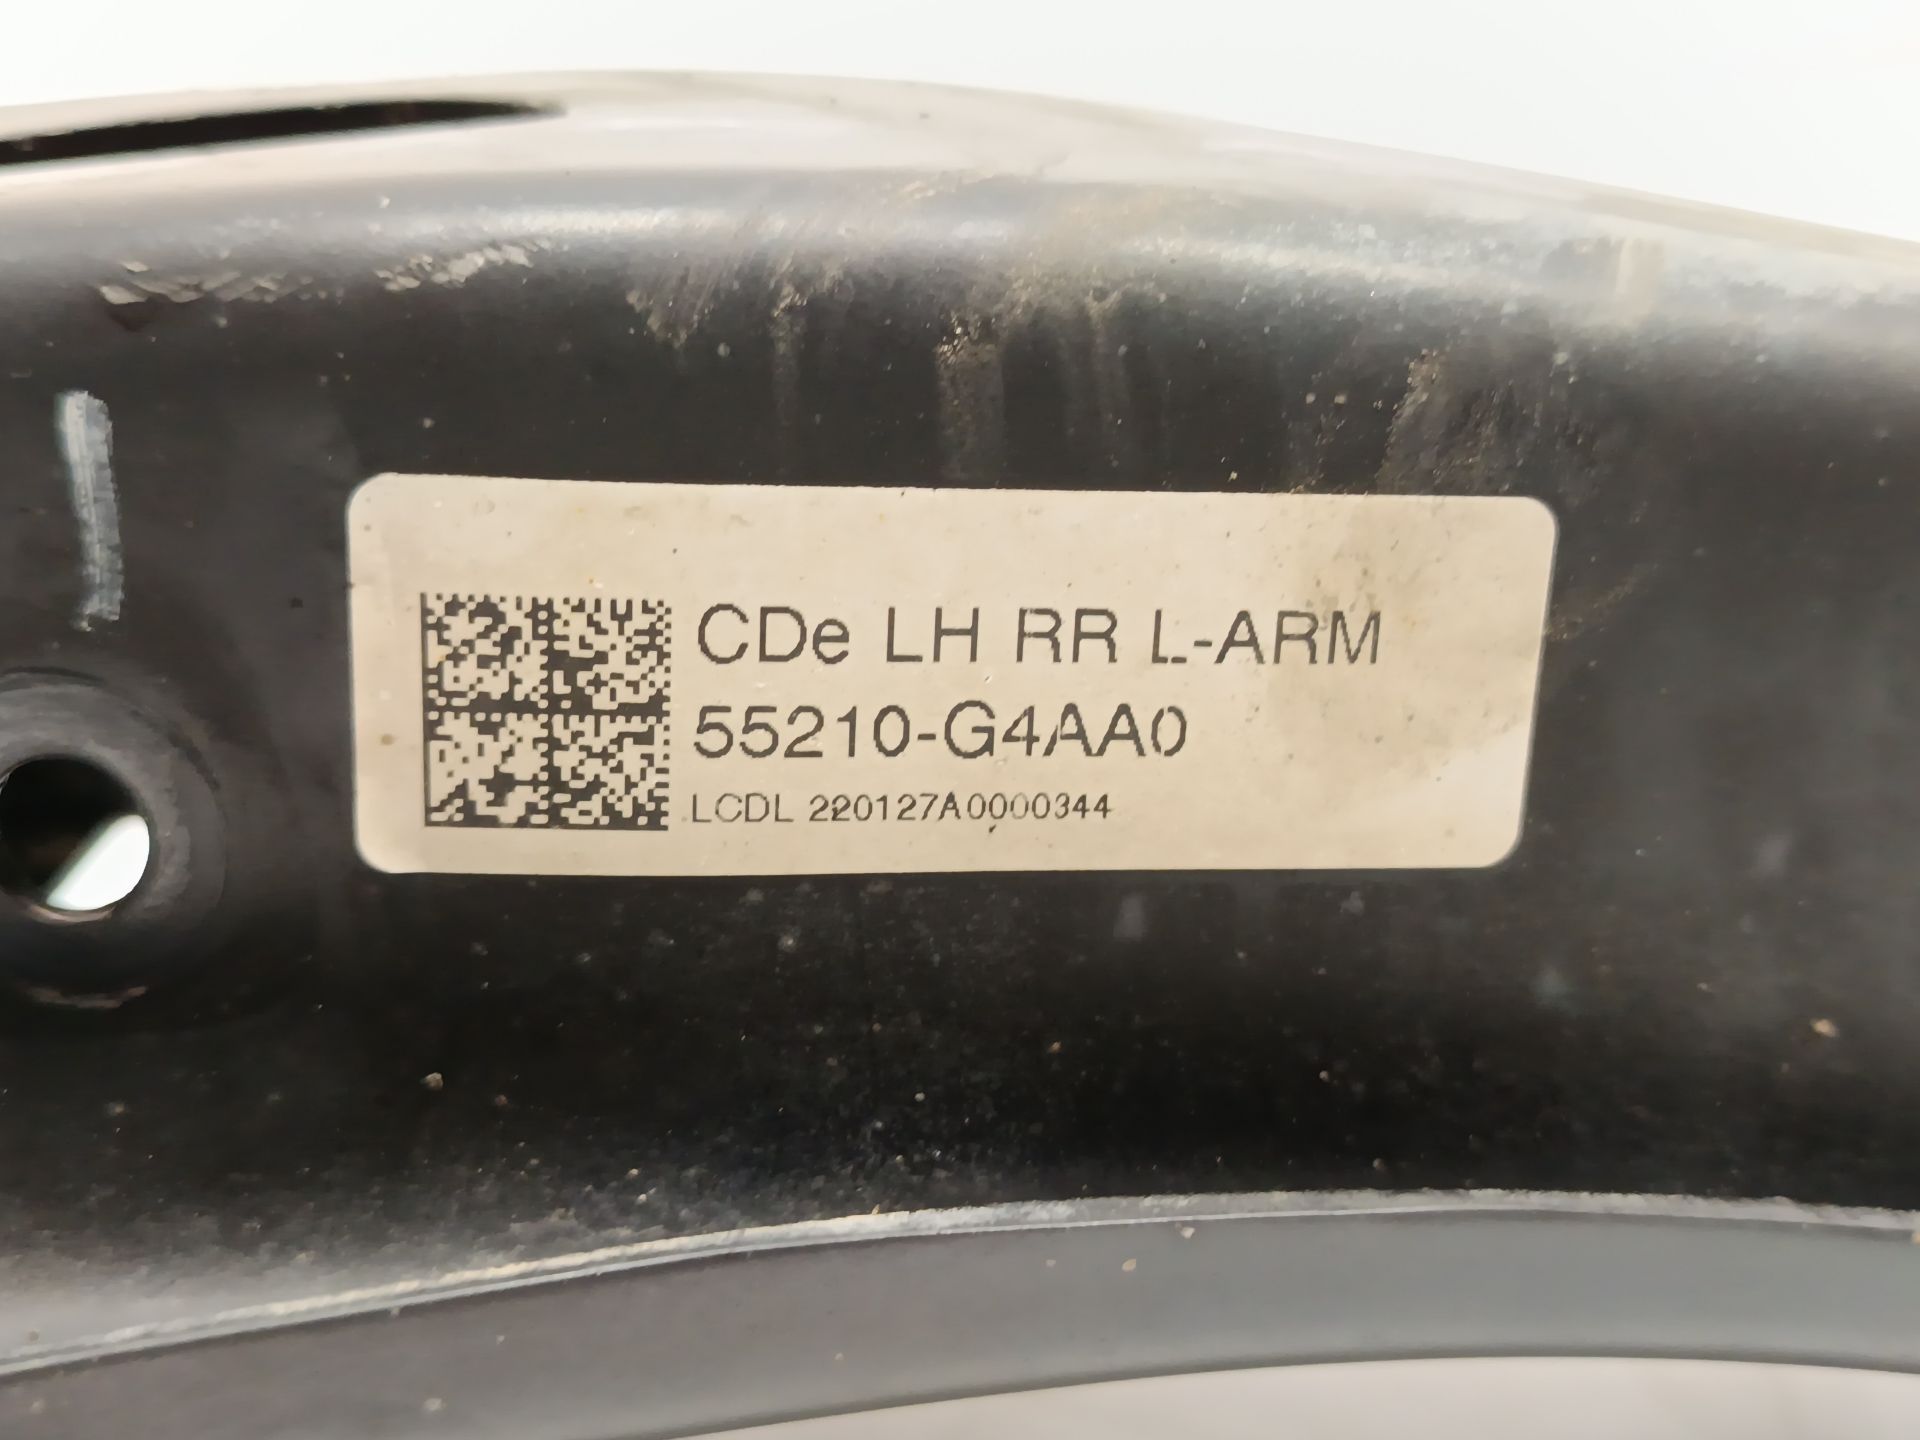 CDe LH RR L-ARM
55210-G4AA0
LCDL 220127A0000344